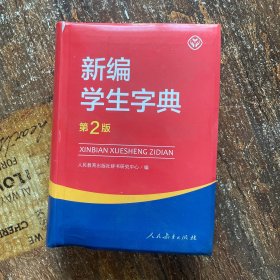 新编
学生字典
第2版
XINBIAN XUESHENG ZIDIAN
人民教育出版社辞书研究中心 / 编
人民教育出版社